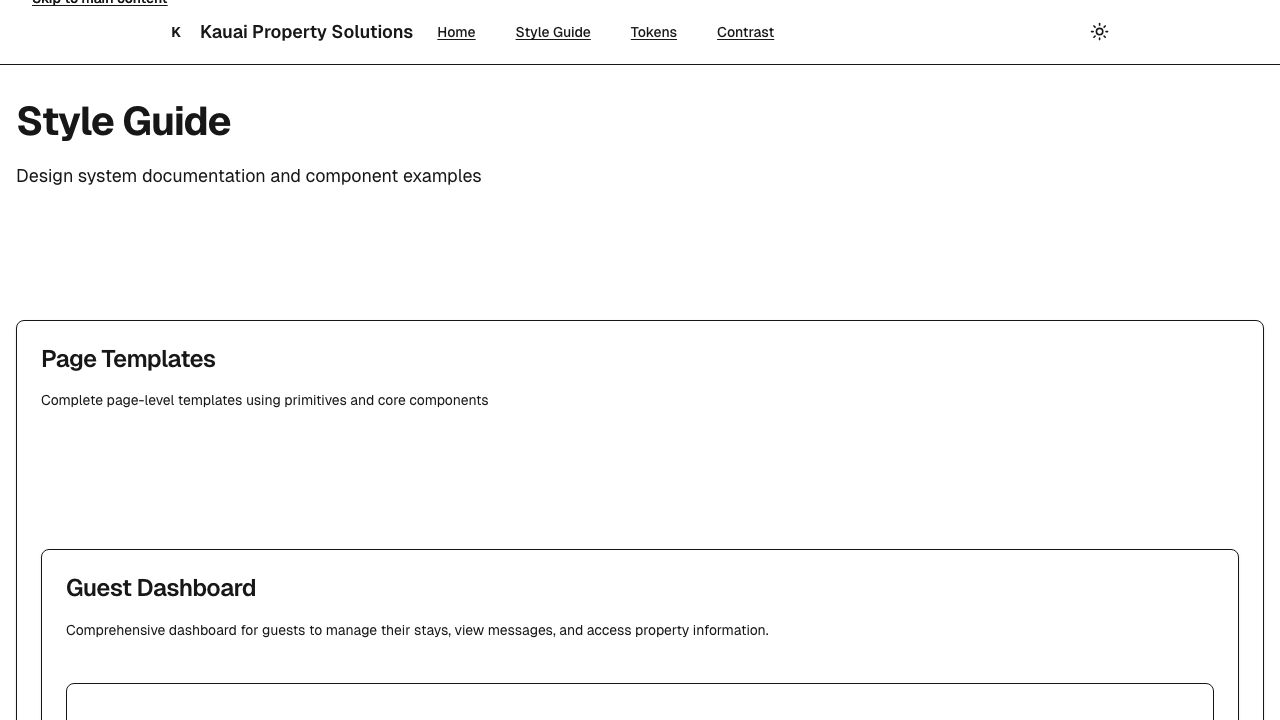 Skip to main content
K Kauai Property Solutions Home Style Guide Tokens Contrast
Style Guide
Design system documentation and component examples
Page Templates
Complete page-level templates using primitives and core components
Guest Dashboard
Comprehensive dashboard for guests to manage their stays, view messages, and access property information.